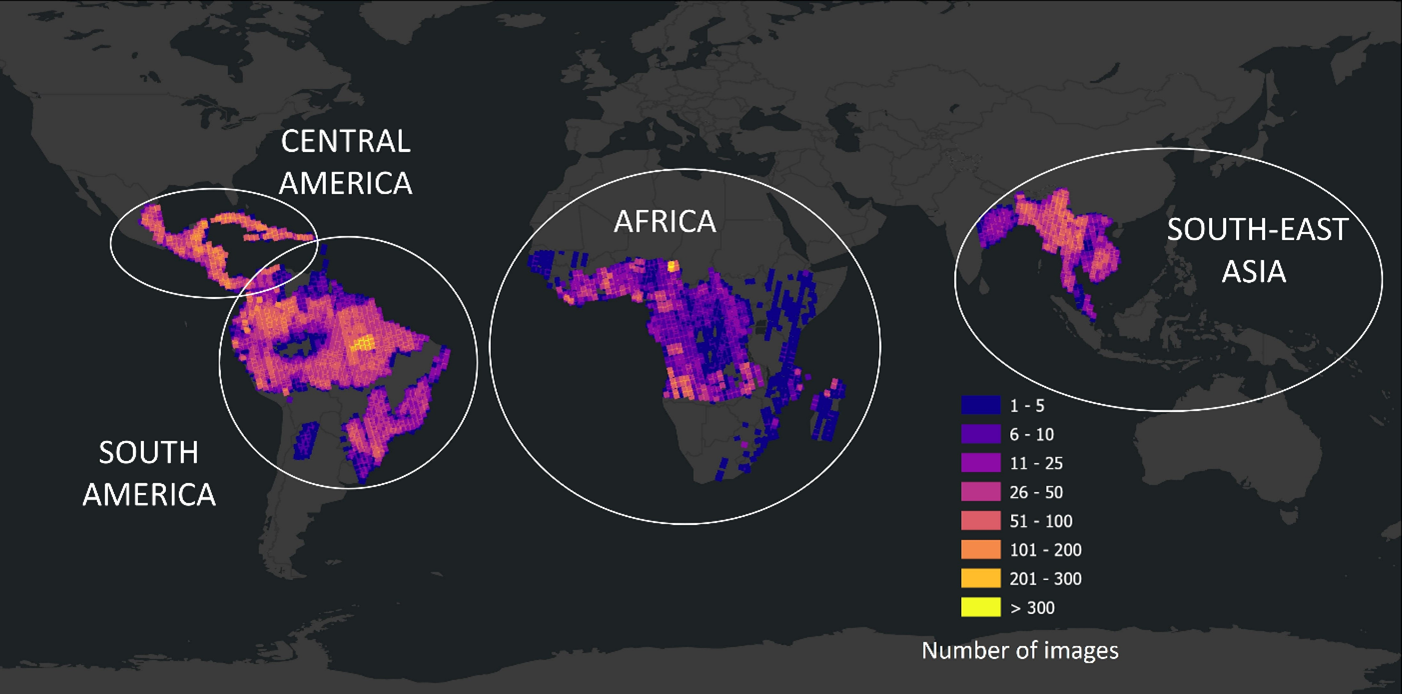 CENTRAL
AMERICA
AFRICA
SOUTH-EAST
ASIA
SOUTH
AMERICA
1 - 5
6 - 10
11 - 25
26 - 50
51 - 100
101 - 200
201 - 300
> 300
Number of images